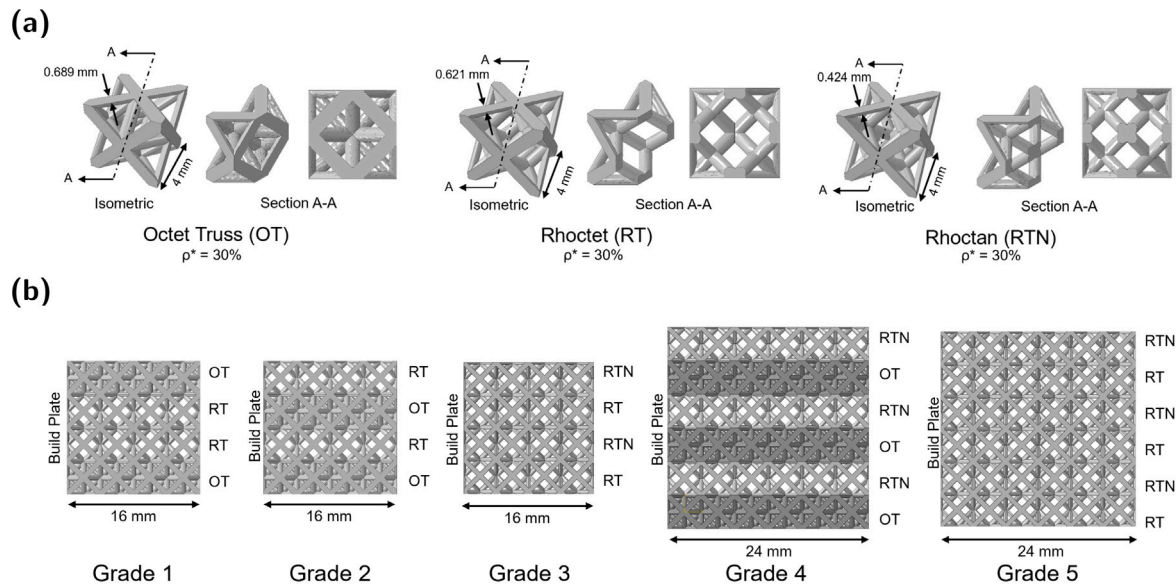 (a)
A
0.689 mm
A
4 mm
Isometric
Section A-A
Octet Truss (OT)
ρ* = 30%
A
0.621 mm
A
4 mm
Isometric
Section A-A
Rhoctet (RT)
ρ* = 30%
A
0.424 mm
A
4 mm
Isometric
Section A-A
Rhoctan (RTN)
ρ* = 30%
(b)
Build Plate
OT
RT
RT
OT
16 mm
Grade 1
Build Plate
RT
OT
RT
OT
16 mm
Grade 2
Build Plate
RTN
RT
RTN
RT
16 mm
Grade 3
Build Plate
RTN
OT
RTN
OT
RTN
OT
24 mm
Grade 4
Build Plate
RTN
RT
RTN
RT
RTN
RT
24 mm
Grade 5